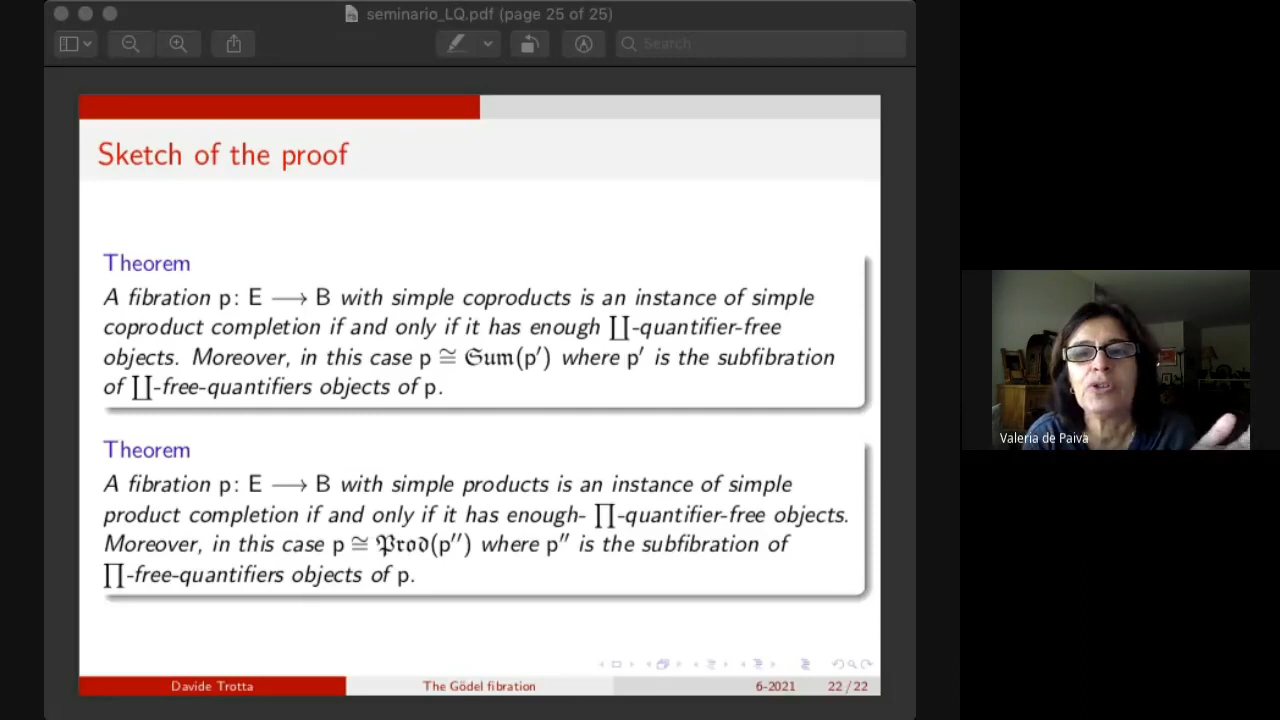 seminario_LQ.pdf (page 25 of 25)
Search
Sketch of the proof
Theorem
A fibration p: E ⟶ B with simple coproducts is an instance of simple
coproduct completion if and only if it has enough ∐-quantifier-free
objects. Moreover, in this case p ≅ 𝔖𝔲𝔪(p′) where p′ is the subfibration
of ∐-free-quantifiers objects of p.
Theorem
A fibration p: E ⟶ B with simple products is an instance of simple
product completion if and only if it has enough- ∏-quantifier-free objects.
Moreover, in this case p ≅ 𝔓𝔯𝔬𝔡(p′′) where p′′ is the subfibration of
∏-free-quantifiers objects of p.
Davide Trotta
The Gödel fibration
6-2021
22/22
Valeria de Paiva